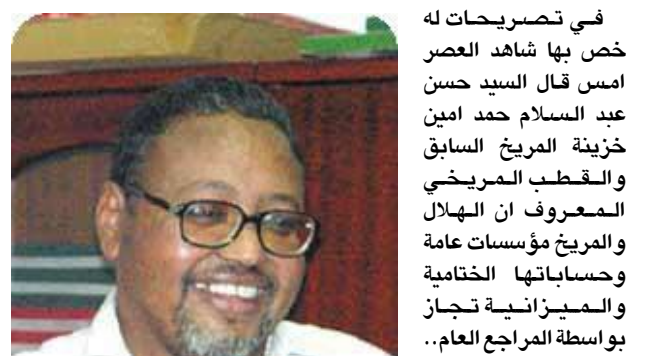 في تصريحات له
خص بها شاهد العصر
امس قال السيد حسن
عبد السلام حمد امين
خزينة المريخ السابق
والقطب المريخي
المعروف ان الهلال
والمريخ مؤسسات عامة
وحساباتها الختامية
والميزانية تجاز
بواسطة المراجع العام..